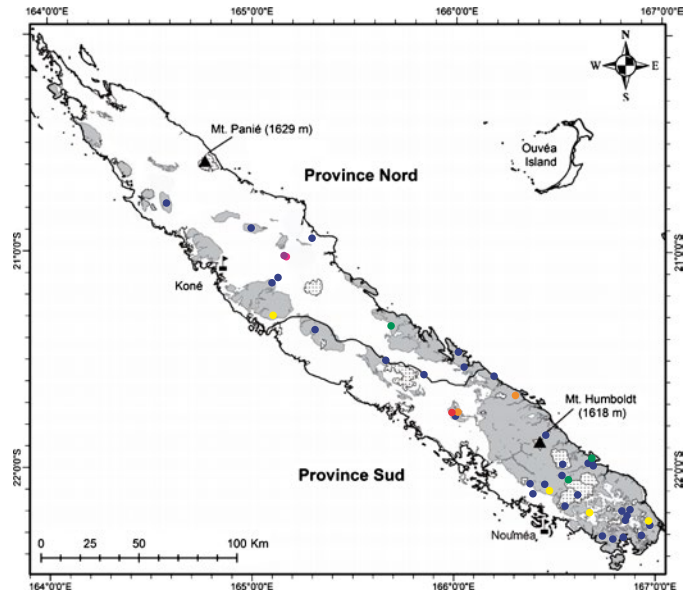 164°0'0"E
165°0'0"E
166°0'0"E
167°0'0"E
N
W
E
S
Mt. Panié (1629 m)
Ouvéa
Island
Province Nord
21°0'0"S
21°0'0"S
Koné
Mt. Humboldt
(1618 m)
22°0'0"S
22°0'0"S
Province Sud
Nouméa
0 25 50 75 100 Km
164°0'0"E
165°0'0"E
166°0'0"E
167°0'0"E